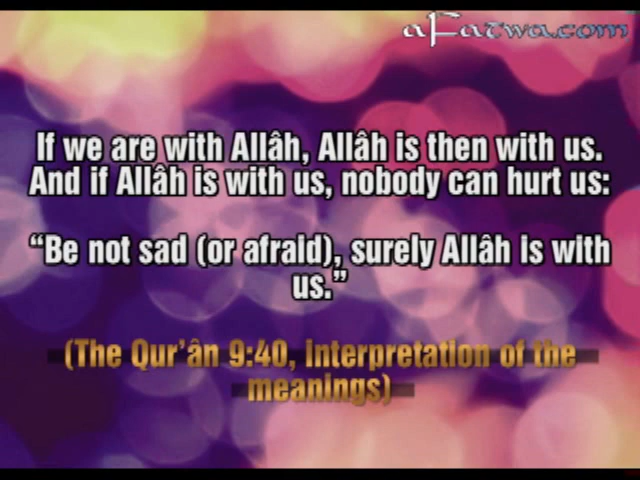 aFatwa.com
If we are with Allâh, Allâh is then with us.
And if Allâh is with us, nobody can hurt us:
“Be not sad (or afraid), surely Allâh is with
us.”
(The Qur’ân 9:40, interpretation of the
meanings)